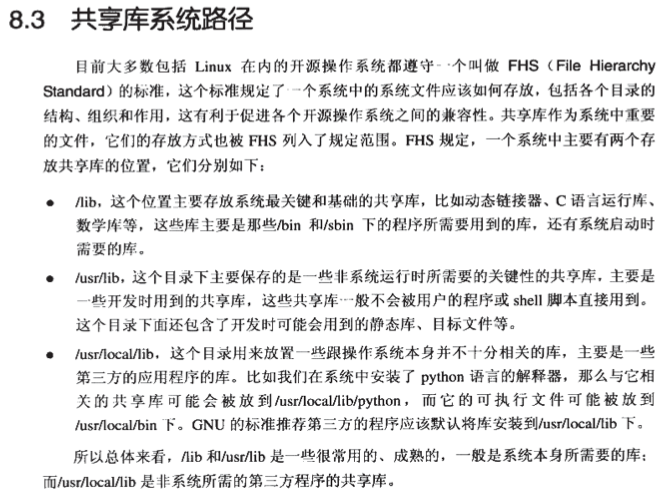 8.3 共享库系统路径
目前大多数包括 Linux 在内的开源操作系统都遵守一个叫做 FHS（File Hierarchy
Standard）的标准，这个标准规定了一个系统中的系统文件应该如何存放，包括各个目录的
结构、组织和作用，这有利于促进各个开源操作系统之间的兼容性。共享库作为系统中重要
的文件，它们的存放方式也被 FHS 列入了规定范围。FHS 规定，一个系统中主要有两个存
放共享库的位置，它们分别如下：
● /lib，这个位置主要存放系统最关键和基础的共享库，比如动态链接器、C 语言运行库、
数学库等，这些库主要是那些/bin 和/sbin 下的程序所需要用到的库，还有系统启动时
需要的库。
● /usr/lib，这个目录下主要保存的是一些非系统运行时所需要的关键性的共享库，主要是
一些开发时用到的共享库，这些共享库一般不会被用户的程序或 shell 脚本直接用到。
这个目录下面还包含了开发时可能会用到的静态库、目标文件等。
● /usr/local/lib，这个目录用来放置一些跟操作系统本身并不十分相关的库，主要是一些
第三方的应用程序的库。比如我们在系统中安装了 python 语言的解释器，那么与它相
关的共享库可能会被放到/usr/local/lib/python，而它的可执行文件可能被放到
/usr/local/bin 下。GNU 的标准推荐第三方的程序应该默认将库安装到/usr/local/lib 下。
所以总体来看，/lib 和/usr/lib 是一些很常用的、成熟的，一般是系统本身所需要的库；
而/usr/local/lib 是非系统所需的第三方程序的共享库。